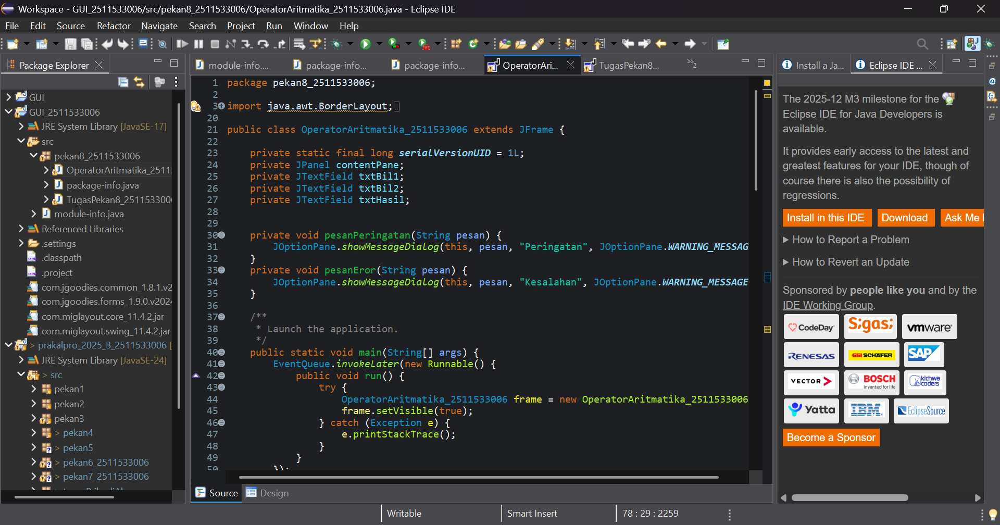 Workspace - GUI_2511533006/src/pekan8_2511533006/OperatorAritmatika_2511533006.java - Eclipse IDE
File Edit Source Refactor Navigate Search Project Run Window Help
Package Explorer
GUI
GUI_2511533006
JRE System Library [JavaSE-17]
src
pekan8_2511533006
OperatorAritmatika_2511
package-info.java
TugasPekan8_251153300
module-info.java
Referenced Libraries
.settings
.classpath
.project
com.jgoodies.common_1.8.1.v2
com.jgoodies.forms_1.9.0.v202
com.miglayout.core_11.4.2.jar
com.miglayout.swing_11.4.2.jar
> prakalpro_2025_B_2511533006 [
JRE System Library [JavaSE-24]
> src
pekan1
pekan2
pekan3
> pekan4
> pekan5
> pekan6_2511533006
> pekan7_2511533006
module-info.... package-info... package-info... OperatorAri... TugasPekan8... »2
1 package pekan8_2511533006;
2
3 import java.awt.BorderLayout;
20
21 public class OperatorAritmatika_2511533006 extends JFrame {
22
23 private static final long serialVersionUID = 1L;
24 private JPanel contentPane;
25 private JTextField txtBil1;
26 private JTextField txtBil2;
27 private JTextField txtHasil;
28
29
30 private void pesanPeringatan(String pesan) {
31 JOptionPane.showMessageDialog(this, pesan, "Peringatan", JOptionPane.WARNING_MESSAG
32 }
33 private void pesanEror(String pesan) {
34 JOptionPane.showMessageDialog(this, pesan, "Kesalahan", JOptionPane.WARNING_MESSAGE
35 }
36
37 /**
38 * Launch the application.
39 */
40 public static void main(String[] args) {
41 EventQueue.invokeLater(new Runnable() {
42 public void run() {
43 try {
44 OperatorAritmatika_2511533006 frame = new OperatorAritmatika_2511533006
45 frame.setVisible(true);
46 } catch (Exception e) {
47 e.printStackTrace();
48 }
49 }
50 });
Source Design
Install a Ja... Eclipse IDE ...
The 2025-12 M3 milestone for the
Eclipse IDE for Java Developers is
available.
It provides early access to the latest and
greatest features for your IDE, though of
course there is also the possibility of
regressions.
Install in this IDE Download Ask Me
How to Report a Problem
How to Revert an Update
Sponsored by people like you and by the
IDE Working Group.
CodeDay Sigasi vmware
RENESAS SSI SCHÄFER SAP
VECTOR BOSCH Invented for life kichwa coders
Yatta IBM EclipseSource
Become a Sponsor
Writable Smart Insert 78 : 29 : 2259